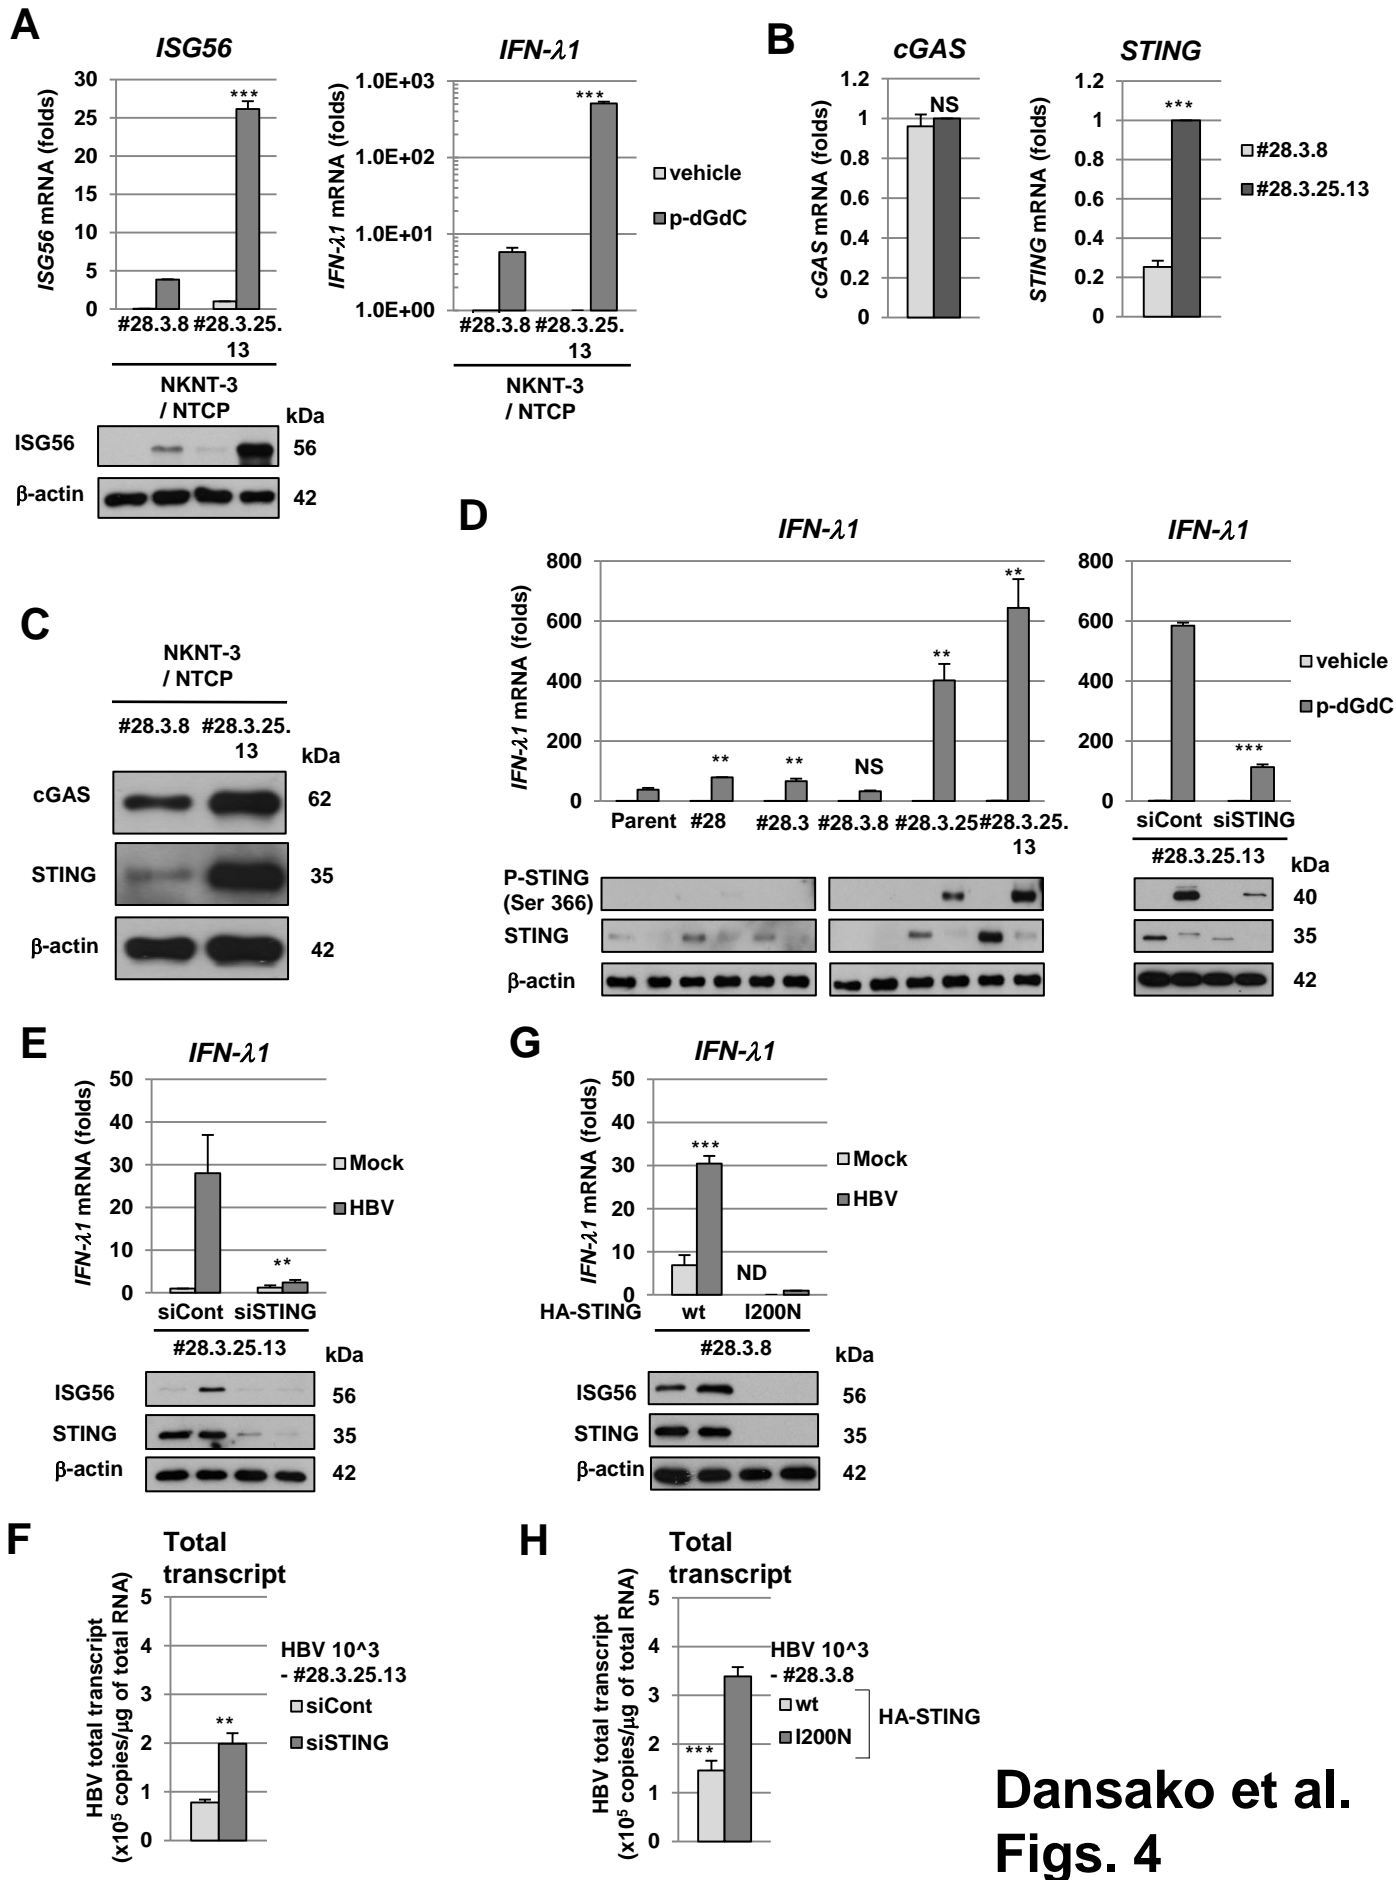 A
ISG56
ISG56 mRNA (folds)
30
25
20
15
10
5
0
***
#28.3.8 #28.3.25.
13
NKNT-3
/ NTCP
IFN-λ1
IFN-λ1 mRNA (folds)
1.0E+03
1.0E+02
1.0E+01
1.0E+00
***
#28.3.8 #28.3.25.
13
NKNT-3
/ NTCP
vehicle
p-dGdC
kDa
ISG56
56
β-actin
42
B
cGAS
cGAS mRNA (folds)
1.2
1
0.8
0.6
0.4
0.2
0
NS
STING
STING mRNA (folds)
1.2
1
0.8
0.6
0.4
0.2
0
***
#28.3.8
#28.3.25.13
C
NKNT-3
/ NTCP
#28.3.8 #28.3.25.
13
kDa
cGAS
62
STING
35
β-actin
42
D
IFN-λ1
IFN-λ1 mRNA (folds)
800
600
400
200
0
**
**
NS
**
**
Parent #28 #28.3 #28.3.8 #28.3.25 #28.3.25.
13
IFN-λ1
800
600
400
200
0
***
siCont siSTING
#28.3.25.13
vehicle
p-dGdC
kDa
P-STING
(Ser 366)
40
STING
35
β-actin
42
E
IFN-λ1
IFN-λ1 mRNA (folds)
50
40
30
20
10
0
**
Mock
HBV
siCont siSTING
#28.3.25.13
kDa
ISG56
56
STING
35
β-actin
42
G
IFN-λ1
IFN-λ1 mRNA (folds)
50
40
30
20
10
0
***
ND
Mock
HBV
HA-STING wt I200N
#28.3.8
kDa
ISG56
56
STING
35
β-actin
42
F
Total
transcript
HBV total transcript
(x10⁵ copies/μg of total RNA)
5
4
3
2
1
0
**
HBV 10^3
- #28.3.25.13
siCont
siSTING
H
Total
transcript
HBV total transcript
(x10⁵ copies/μg of total RNA)
5
4
3
2
1
0
***
HBV 10^3
- #28.3.8
wt
I200N
HA-STING
Dansako et al.
Figs. 4